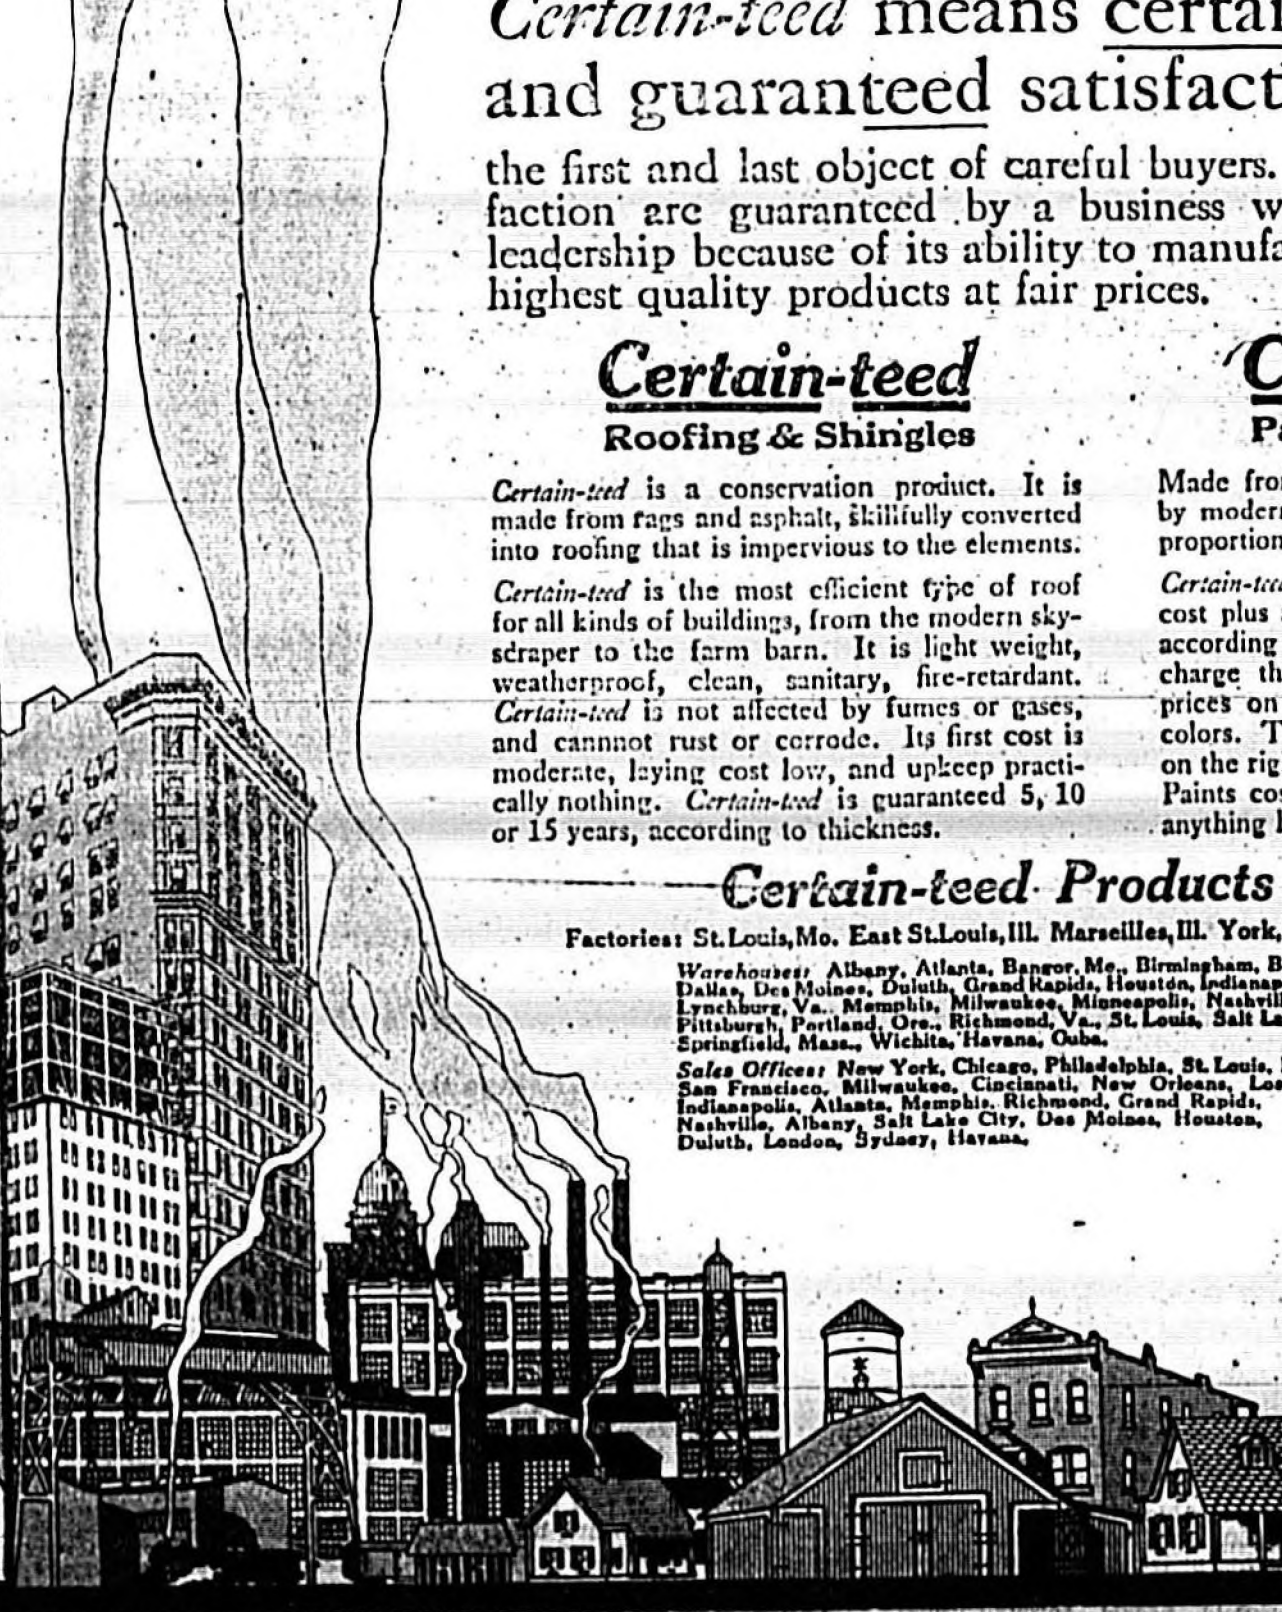 Certain-teed means certai
and guaranteed satisfact
the first and last object of careful buyers.
faction are guaranteed by a business w
leadership because of its ability to manufa
highest quality products at fair prices.
Certain-teed
Roofing & Shingles
Certain-teed is a conservation product. It is
made from rags and asphalt, skillfully converted
into roofing that is impervious to the elements.
Certain-teed is the most efficient type of roof
for all kinds of buildings, from the modern sky-
scraper to the farm barn. It is light weight,
weatherproof, clean, sanitary, fire-retardant.
Certain-teed is not affected by fumes or gases,
and cannnot rust or corrode. Its first cost is
moderate, laying cost low, and upkeep practi-
cally nothing. Certain-teed is guaranteed 5, 10
or 15 years, according to thickness.
C
Pa
Made fro
by modern
proportion
Certain-teed
cost plus
according
charge th
prices on
colors. T
on the rig
Paints cos
anything l
Certain-teed Products
Factories: St. Louis, Mo. East St. Louis, Ill. Marseilles, Ill. York,
Warehouses: Albany, Atlanta, Bangor, Me., Birmingham, B
Dallas, Des Moines, Duluth, Grand Rapids, Houston, Indianap
Lynchburg, Va., Memphis, Milwaukee, Minneapolis, Nashvil
Pittsburgh, Portland, Ore., Richmond, Va., St. Louis, Salt La
Springfield, Mass., Wichita, Havana, Cuba.
Sales Offices: New York, Chicago, Philadelphia, St. Louis,
San Francisco, Milwaukee, Cincinnati, New Orleans, Los
Indianapolis, Atlanta, Memphis, Richmond, Grand Rapids,
Nashville, Albany, Salt Lake City, Des Moines, Houston,
Duluth, London, Sydney, Havana.